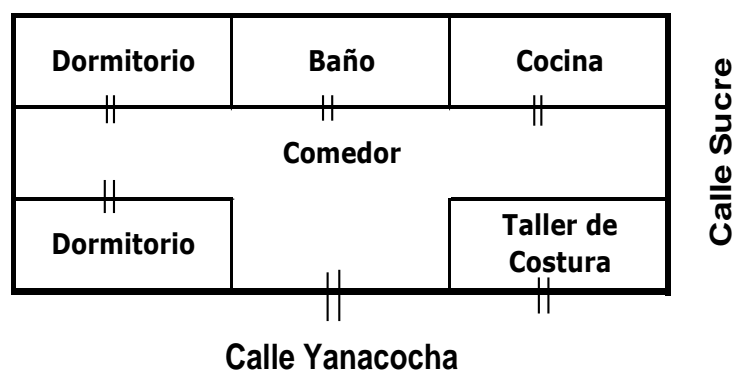 Dormitorio
Baño
Cocina
Comedor
Dormitorio
Taller de
Costura
Calle Yanacocha
Calle Sucre